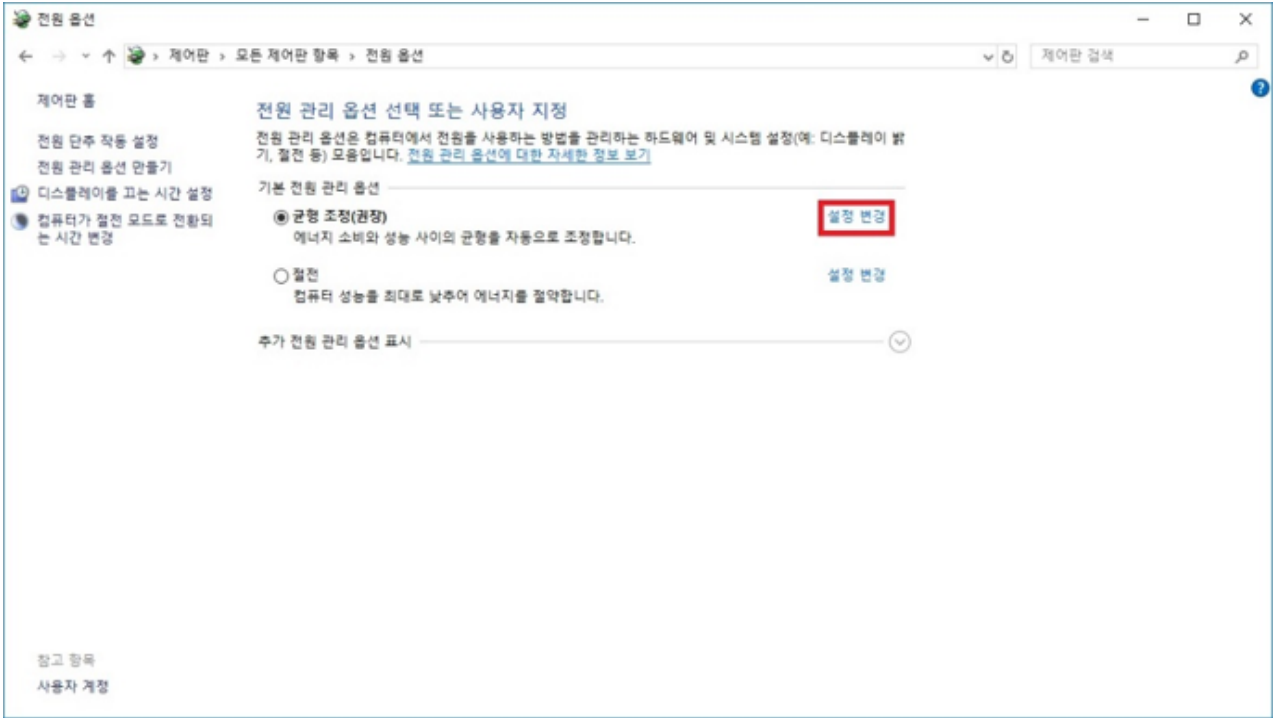 전원 옵션
제어판 › 모든 제어판 항목 › 전원 옵션
제어판 검색
제어판 홈
전원 단추 작동 설정
전원 관리 옵션 만들기
디스플레이를 끄는 시간 설정
컴퓨터가 절전 모드로 전환되
는 시간 변경
전원 관리 옵션 선택 또는 사용자 지정
전원 관리 옵션은 컴퓨터에서 전원을 사용하는 방법을 관리하는 하드웨어 및 시스템 설정(예: 디스플레이 밝
기, 절전 등) 모음입니다. 전원 관리 옵션에 대한 자세한 정보 보기
기본 전원 관리 옵션
균형 조정(권장) 설정 변경
에너지 소비와 성능 사이의 균형을 자동으로 조정합니다.
절전 설정 변경
컴퓨터 성능을 최대로 낮추어 에너지를 절약합니다.
추가 전원 관리 옵션 표시
참고 항목
사용자 계정